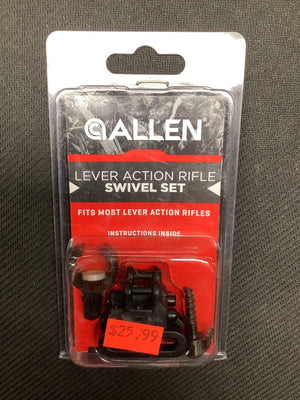 ALLEN
LEVER ACTION RIFLE
SWIVEL SET
FITS MOST LEVER ACTION RIFLES
INSTRUCTIONS INSIDE
$25.99